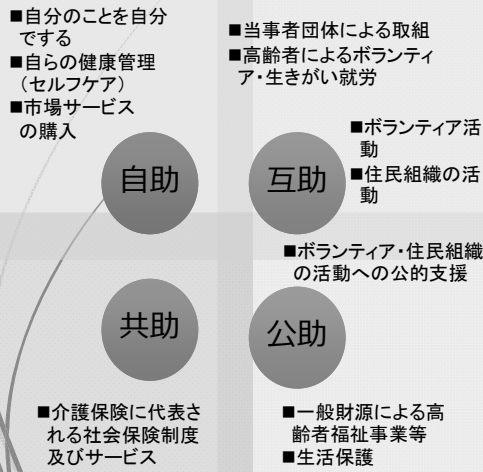 ■自分のことを自分
でする
■自らの健康管理
（セルフケア）
■市場サービス
の購入
■当事者団体による取組
■高齢者によるボランティ
ア・生きがい就労
■ボランティア活
動
■住民組織の活
動
自助
互助
■ボランティア・住民組織
の活動への公的支援
共助
公助
■介護保険に代表さ
れる社会保険制度
及びサービス
■一般財源による高
齢者福祉事業等
■生活保護